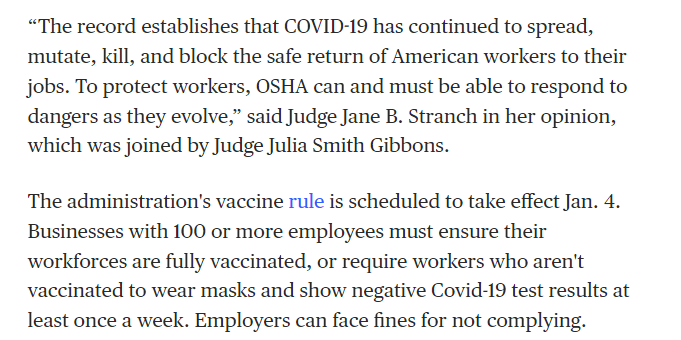 “The record establishes that COVID-19 has continued to spread,
mutate, kill, and block the safe return of American workers to their
jobs. To protect workers, OSHA can and must be able to respond to
dangers as they evolve,” said Judge Jane B. Stranch in her opinion,
which was joined by Judge Julia Smith Gibbons.
The administration's vaccine rule is scheduled to take effect Jan. 4.
Businesses with 100 or more employees must ensure their
workforces are fully vaccinated, or require workers who aren't
vaccinated to wear masks and show negative Covid-19 test results at
least once a week. Employers can face fines for not complying.